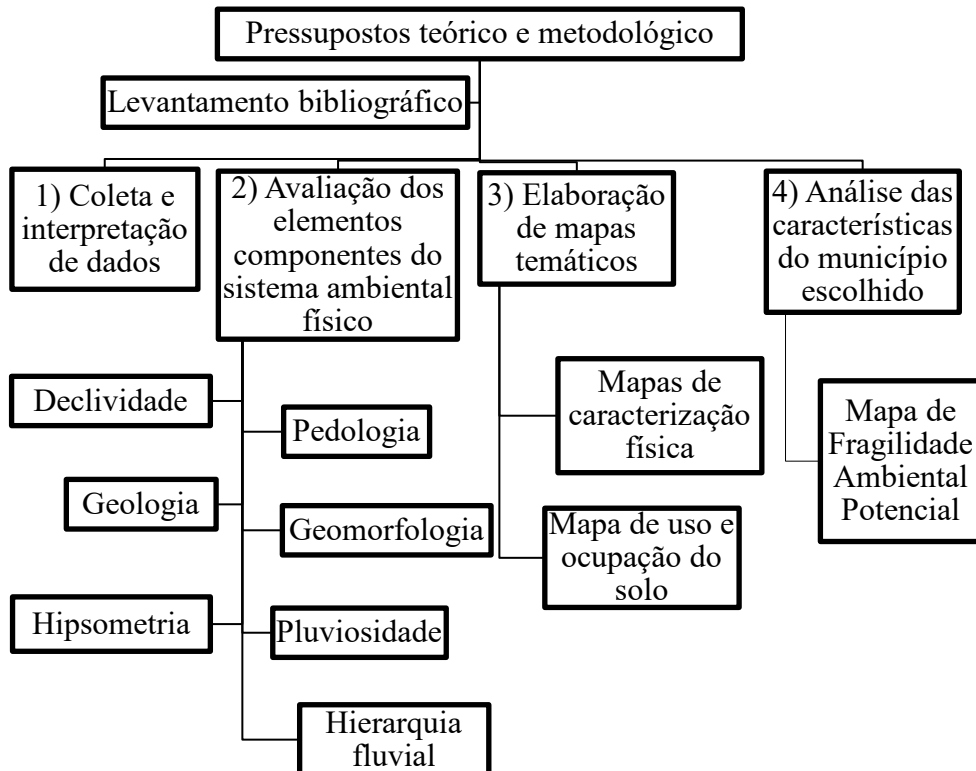 Pressupostos teórico e metodológico
Levantamento bibliográfico
1) Coleta e
interpretação
de dados
2) Avaliação dos
elementos
componentes do
sistema ambiental
físico
3) Elaboração
de mapas
temáticos
4) Análise das
características
do município
escolhido
Declividade
Pedologia
Geologia
Geomorfologia
Hipsometria
Pluviosidade
Hierarquia
fluvial
Mapas de
caracterização
física
Mapa de uso e
ocupação do
solo
Mapa de
Fragilidade
Ambiental
Potencial